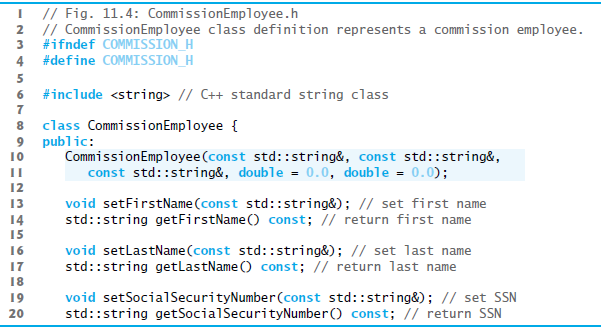 1 // Fig. 11.4: CommissionEmployee.h
2 // CommissionEmployee class definition represents a commission employee.
3 #ifndef COMMISSION_H
4 #define COMMISSION_H
5
6 #include <string> // C++ standard string class
7
8 class CommissionEmployee {
9 public:
10 CommissionEmployee(const std::string&, const std::string&,
11 const std::string&, double = 0.0, double = 0.0);
12
13 void setFirstName(const std::string&); // set first name
14 std::string getFirstName() const; // return first name
15
16 void setLastName(const std::string&); // set last name
17 std::string getLastName() const; // return last name
18
19 void setSocialSecurityNumber(const std::string&); // set SSN
20 std::string getSocialSecurityNumber() const; // return SSN